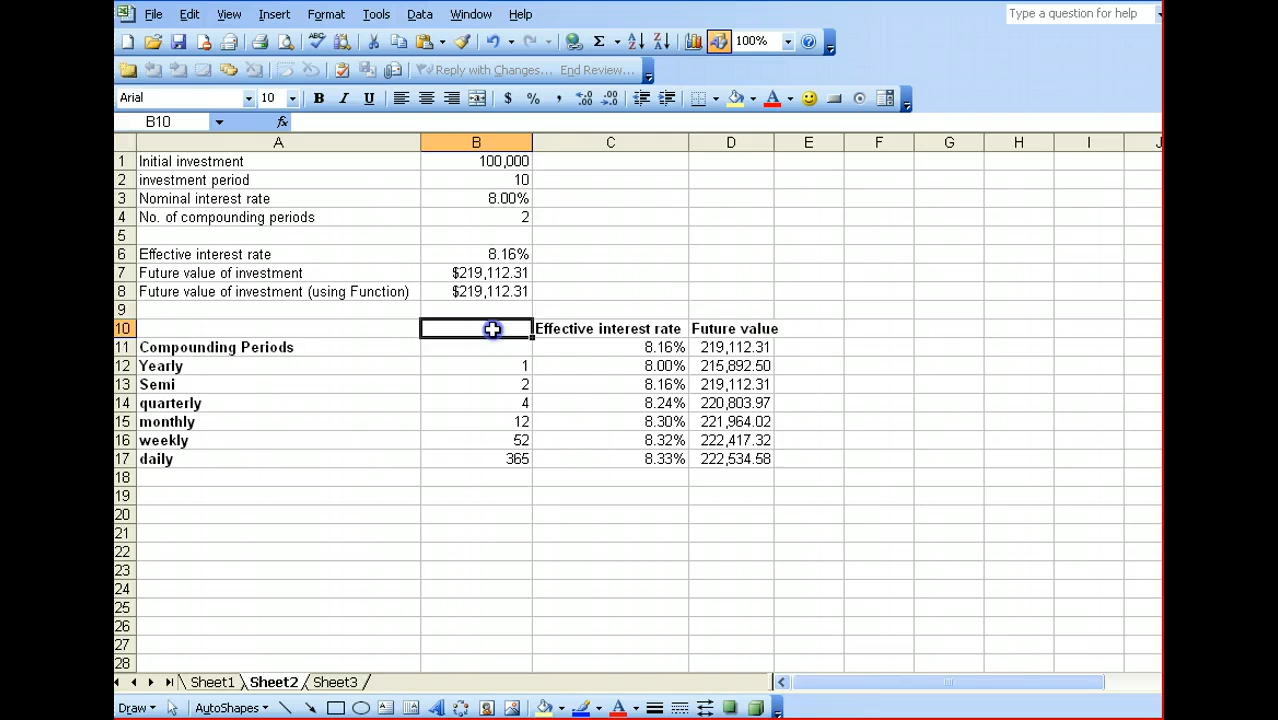 File Edit View Insert Format Tools Data Window Help Type a question for help
100%
Reply with Changes... End Review...
Arial 10 B I U $ % ,
B10 fx
A B C D E F G H I J
1 Initial investment 100,000
2 investment period 10
3 Nominal interest rate 8.00%
4 No. of compounding periods 2
5
6 Effective interest rate 8.16%
7 Future value of investment $219,112.31
8 Future value of investment (using Function) $219,112.31
9
10 Effective interest rate Future value
11 Compounding Periods 8.16% 219,112.31
12 Yearly 1 8.00% 215,892.50
13 Semi 2 8.16% 219,112.31
14 quarterly 4 8.24% 220,803.97
15 monthly 12 8.30% 221,964.02
16 weekly 52 8.32% 222,417.32
17 daily 365 8.33% 222,534.58
18
19
20
21
22
23
24
25
26
27
28
Sheet1 Sheet2 Sheet3
Draw AutoShapes